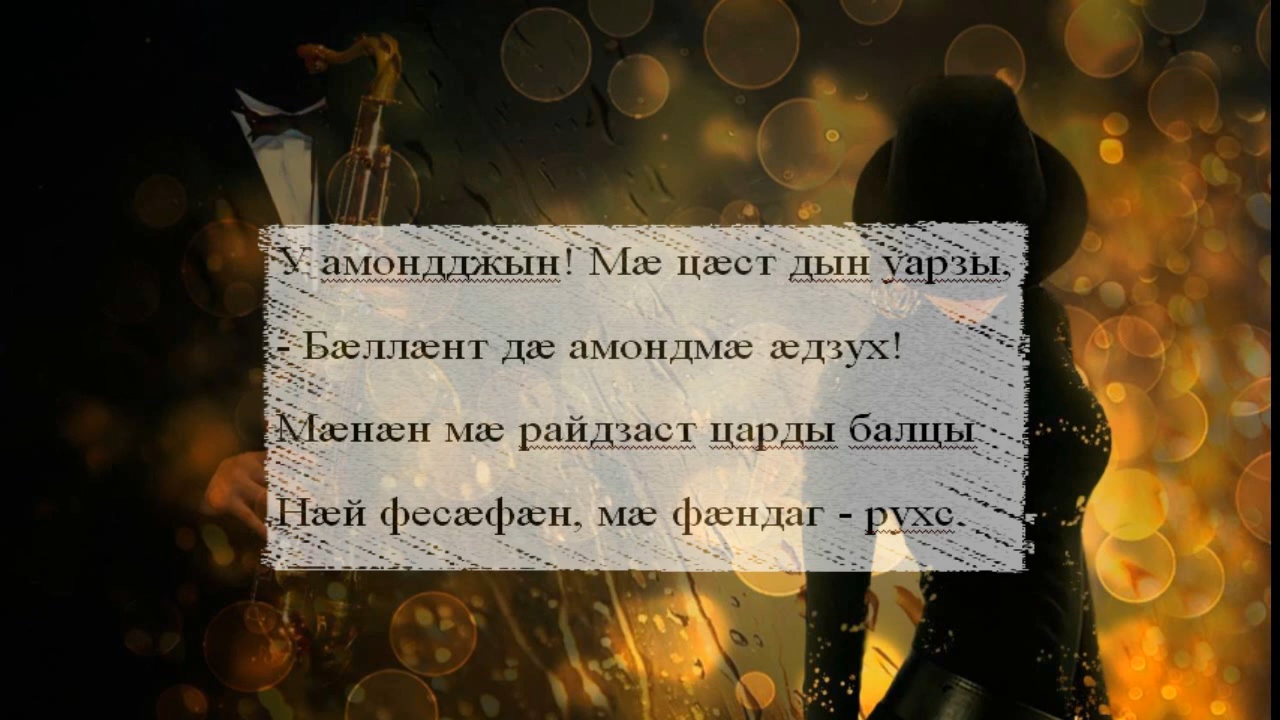 У амондджын! Мæ цæст дын уарзы,
- Бæллæнт дæ амондмæ æдзух!
Мæнæн мæ райдзаст царды балцы
Нæй фесæфæн, мæ фæндаг - рухс.